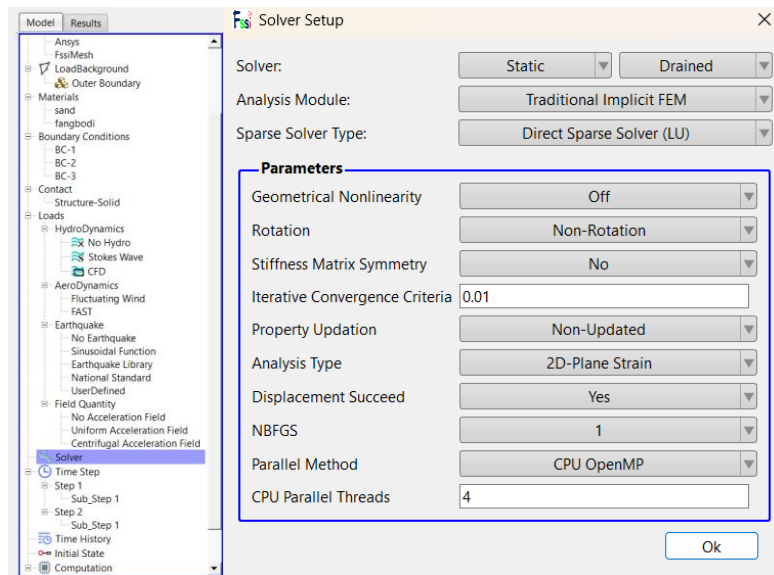 Model Results
Ansys
FssiMesh
LoadBackground
Outer Boundary
Materials
sand
fangbodi
Boundary Conditions
BC-1
BC-2
BC-3
Contact
Structure-Solid
Loads
HydroDynamics
No Hydro
Stokes Wave
CFD
AeroDynamics
Fluctuating Wind
FAST
Earthquake
No Earthquake
Sinusoidal Function
Earthquake Library
National Standard
UserDefined
Field Quantity
No Acceleration Field
Uniform Acceleration Field
Centrifugal Acceleration Field
Solver
Time Step
Step 1
Sub_Step 1
Step 2
Sub_Step 1
Time History
Initial State
Computation
Fssi Solver Setup
Solver: Static Drained
Analysis Module: Traditional Implicit FEM
Sparse Solver Type: Direct Sparse Solver (LU)
Parameters
Geometrical Nonlinearity Off
Rotation Non-Rotation
Stiffness Matrix Symmetry No
Iterative Convergence Criteria 0.01
Property Updation Non-Updated
Analysis Type 2D-Plane Strain
Displacement Succeed Yes
NBFGS 1
Parallel Method CPU OpenMP
CPU Parallel Threads 4
Ok